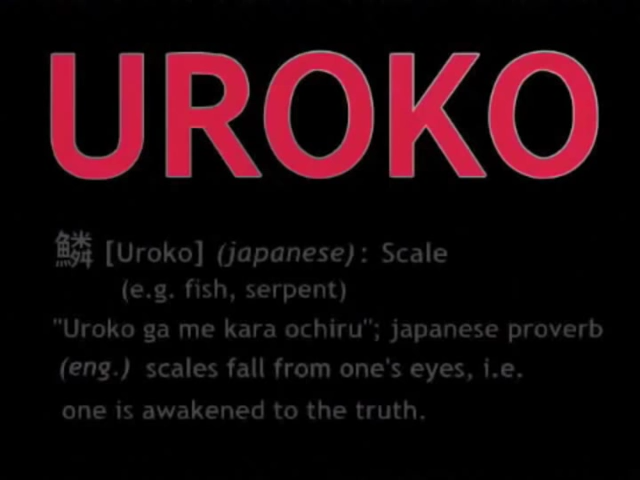 UROKO
鱗 [Uroko] (japanese): Scale
(e.g. fish, serpent)
"Uroko ga me kara ochiru"; japanese proverb
(eng.) scales fall from one's eyes, i.e.
one is awakened to the truth.